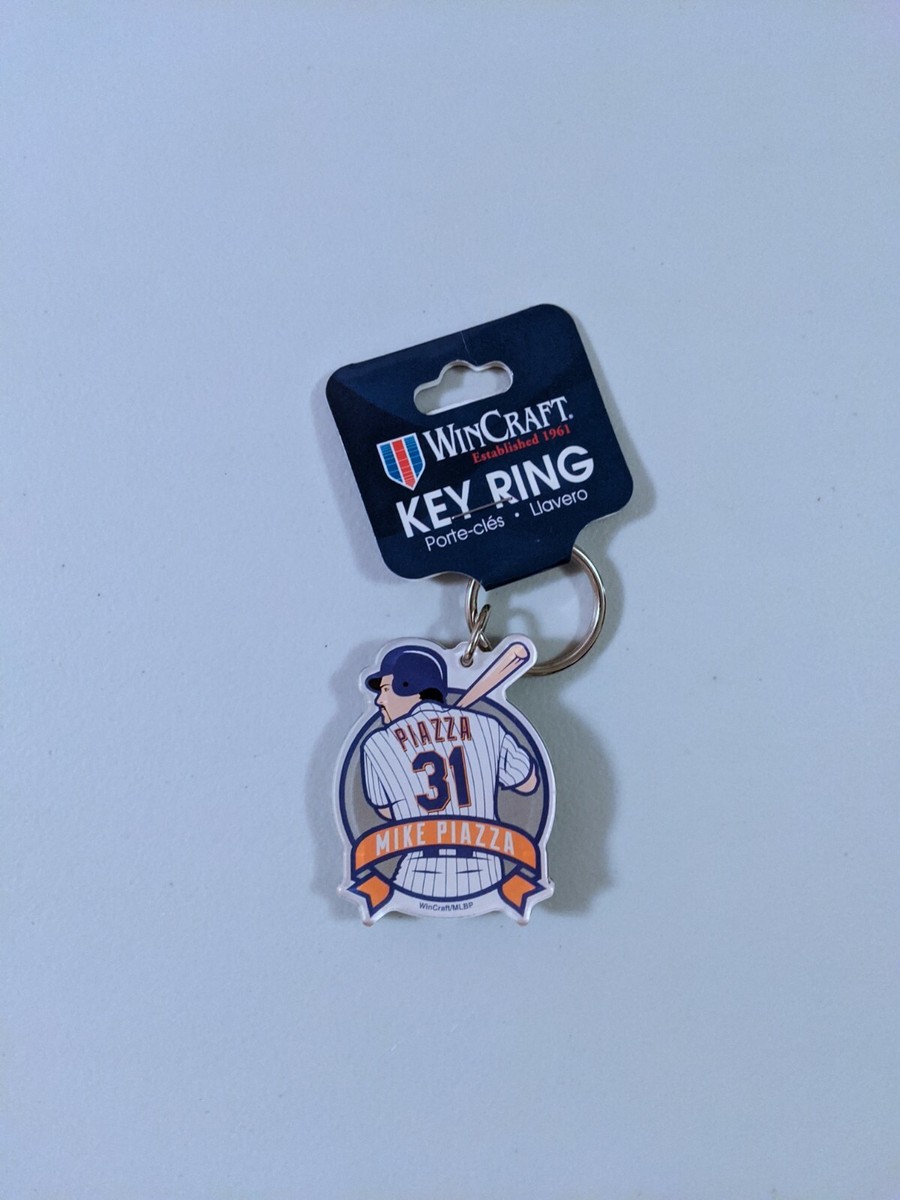 WINCRAFT.
Established 1961
KEY RING
Porte-clés • Llavero
PIAZZA
31
MIKE PIAZZA
WinCraft/MLBP